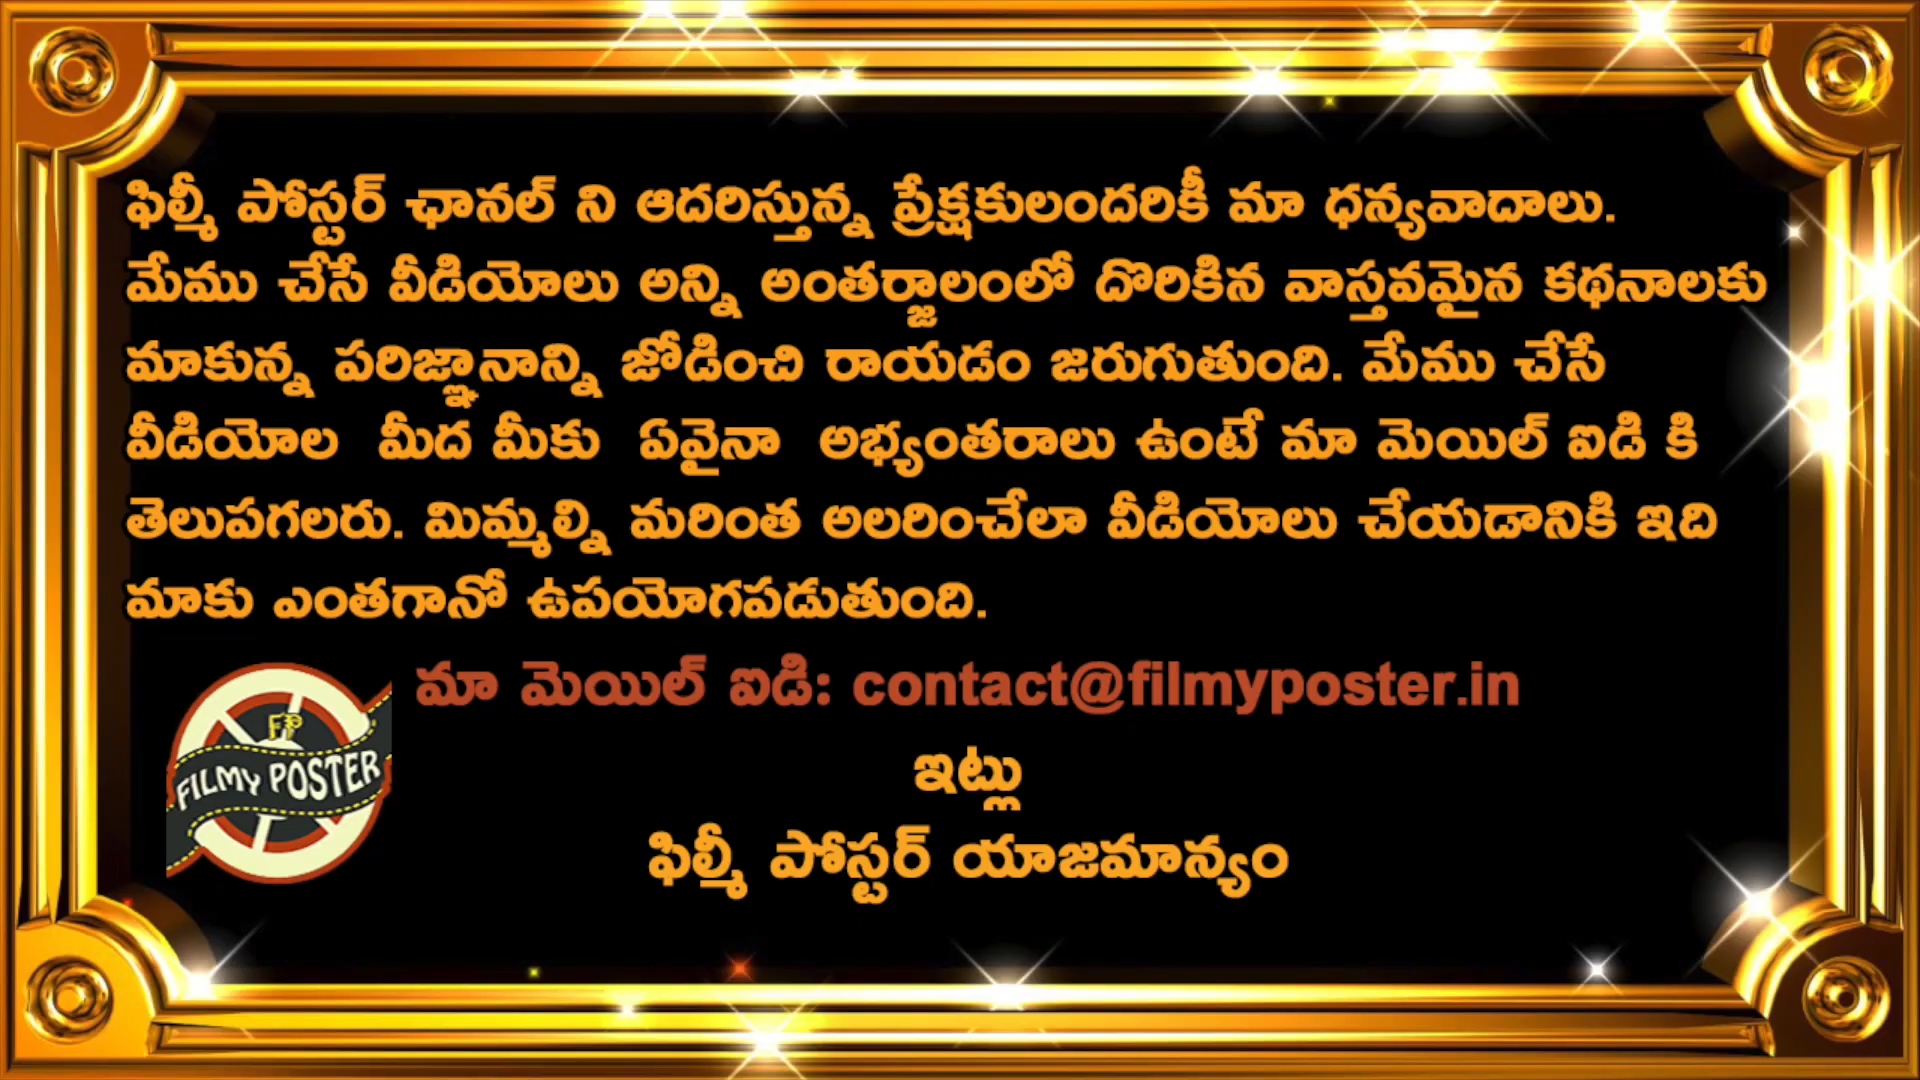 ఫిల్మీ పోస్టర్ ఛానల్ ని ఆదరిస్తున్న ప్రేక్షకులందరికీ మా ధన్యవాదాలు.
మేము చేసే వీడియోలు అన్ని అంతర్జాలంలో దొరికిన వాస్తవమైన కథనాలకు
మాకున్న పరిజ్ఞానాన్ని జోడించి రాయడం జరుగుతుంది. మేము చేసే
వీడియోల మీద మీకు ఏవైనా అభ్యంతరాలు ఉంటే మా మెయిల్ ఐడి కి
తెలుపగలరు. మిమ్మల్ని మరింత అలరించేలా వీడియోలు చేయడానికి ఇది
మాకు ఎంతగానో ఉపయోగపడుతుంది.
మా మెయిల్ ఐడి: contact@filmyposter.in
FP
FILMY POSTER
ఇట్లు
ఫిల్మీ పోస్టర్ యాజమాన్యం